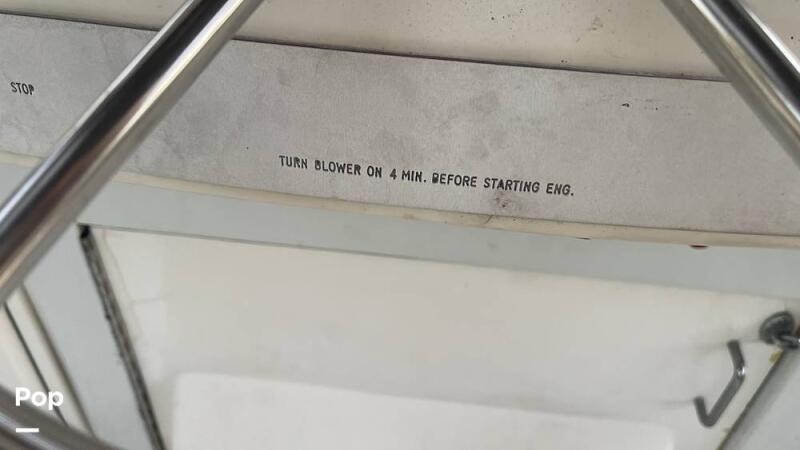 STOP
TURN BLOWER ON 4 MIN. BEFORE STARTING ENG.
Pop